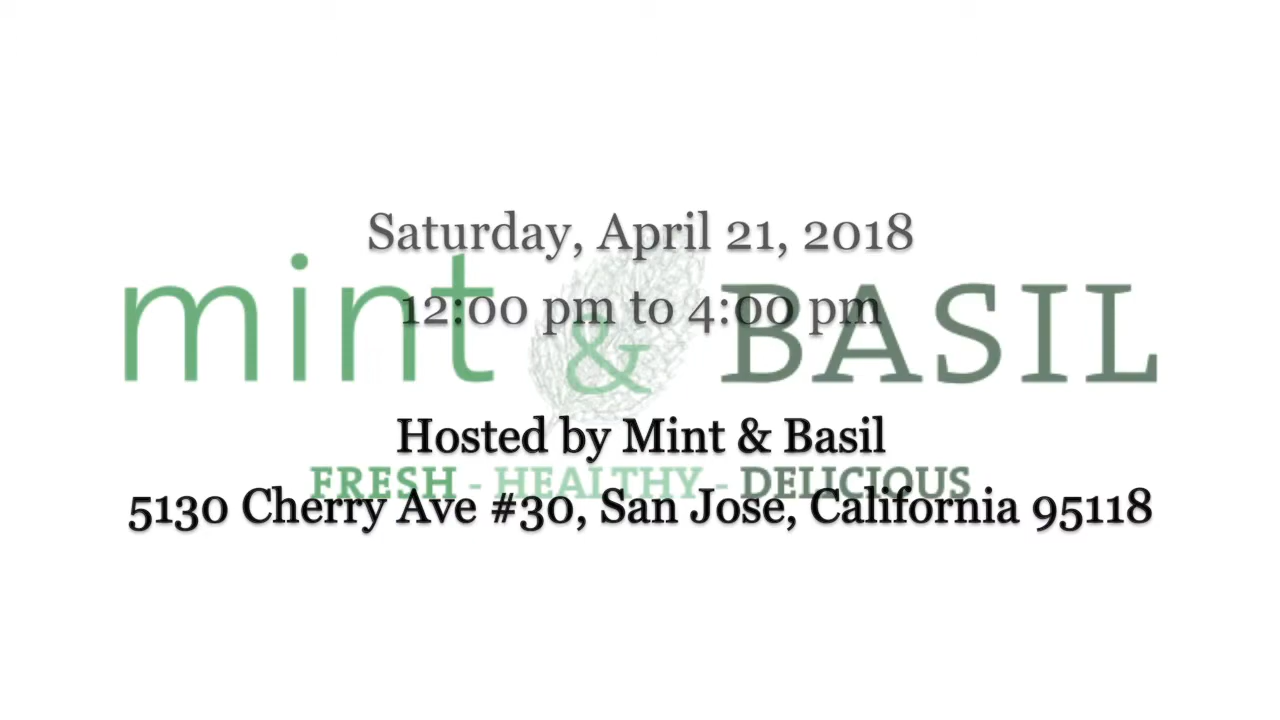 Saturday, April 21, 2018
mint & BASIL
12:00 pm to 4:00 pm
Hosted by Mint & Basil
FRESH - HEALTHY - DELICIOUS
5130 Cherry Ave #30, San Jose, California 95118